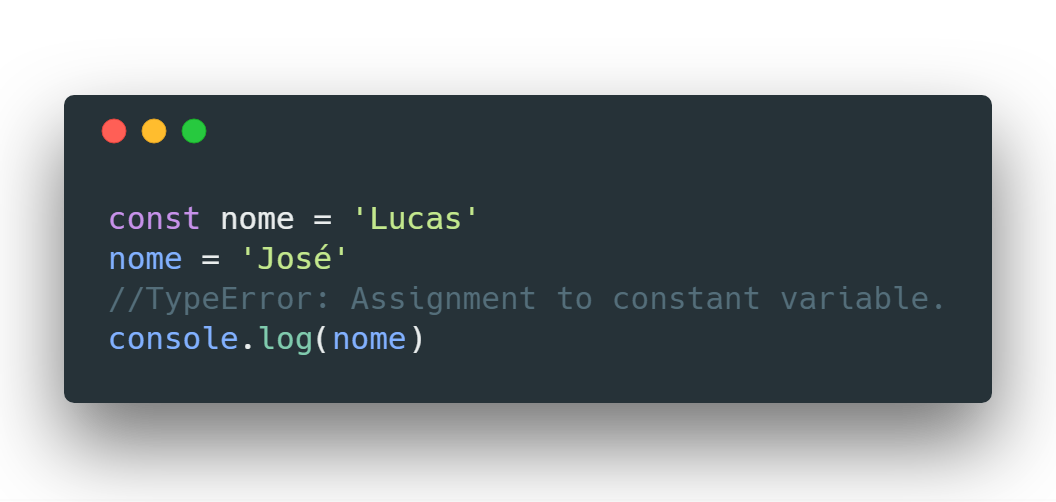 const nome = 'Lucas'
nome = 'José'
//TypeError: Assignment to constant variable.
console.log(nome)